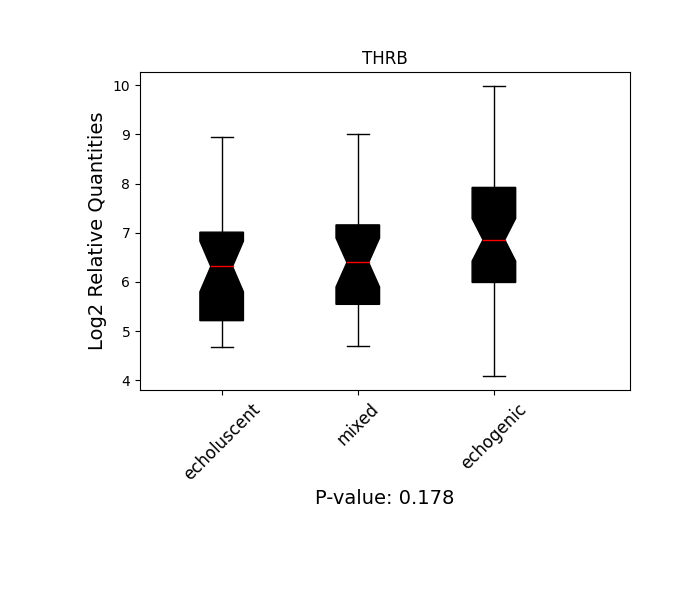 THRB
Log2 Relative Quantities
10
9
8
7
6
5
4
echoluscent
mixed
echogenic
P-value: 0.178